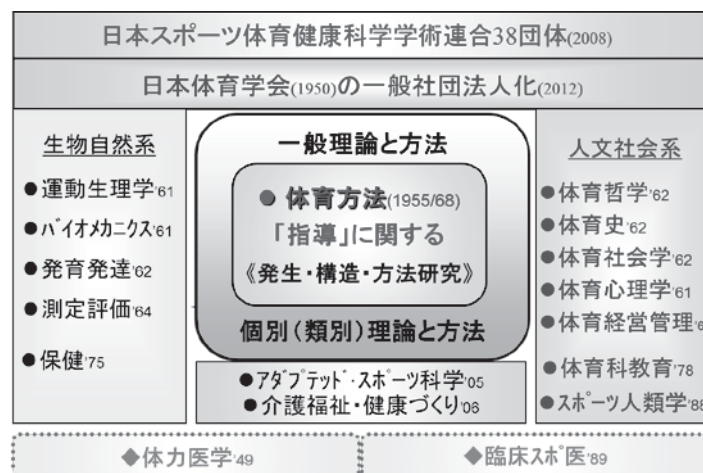 日本スポーツ体育健康科学学術連合38団体(2008)
日本体育学会(1950)の一般社団法人化(2012)
生物自然系
●運動生理学'61
●バイオメカニクス'61
●発育発達'62
●測定評価'64
●保健'75
一般理論と方法
●体育方法(1955/68)
「指導」に関する
《発生・構造・方法研究》
個別（類別）理論と方法
●アダプテッド・スポーツ科学'05
●介護福祉・健康づくり'06
人文社会系
●体育哲学'62
●体育史'62
●体育社会学'62
●体育心理学'61
●体育経営管理'6
●体育科教育'78
●スポーツ人類学'88
◆体力医学'49
◆臨床スポ医'89